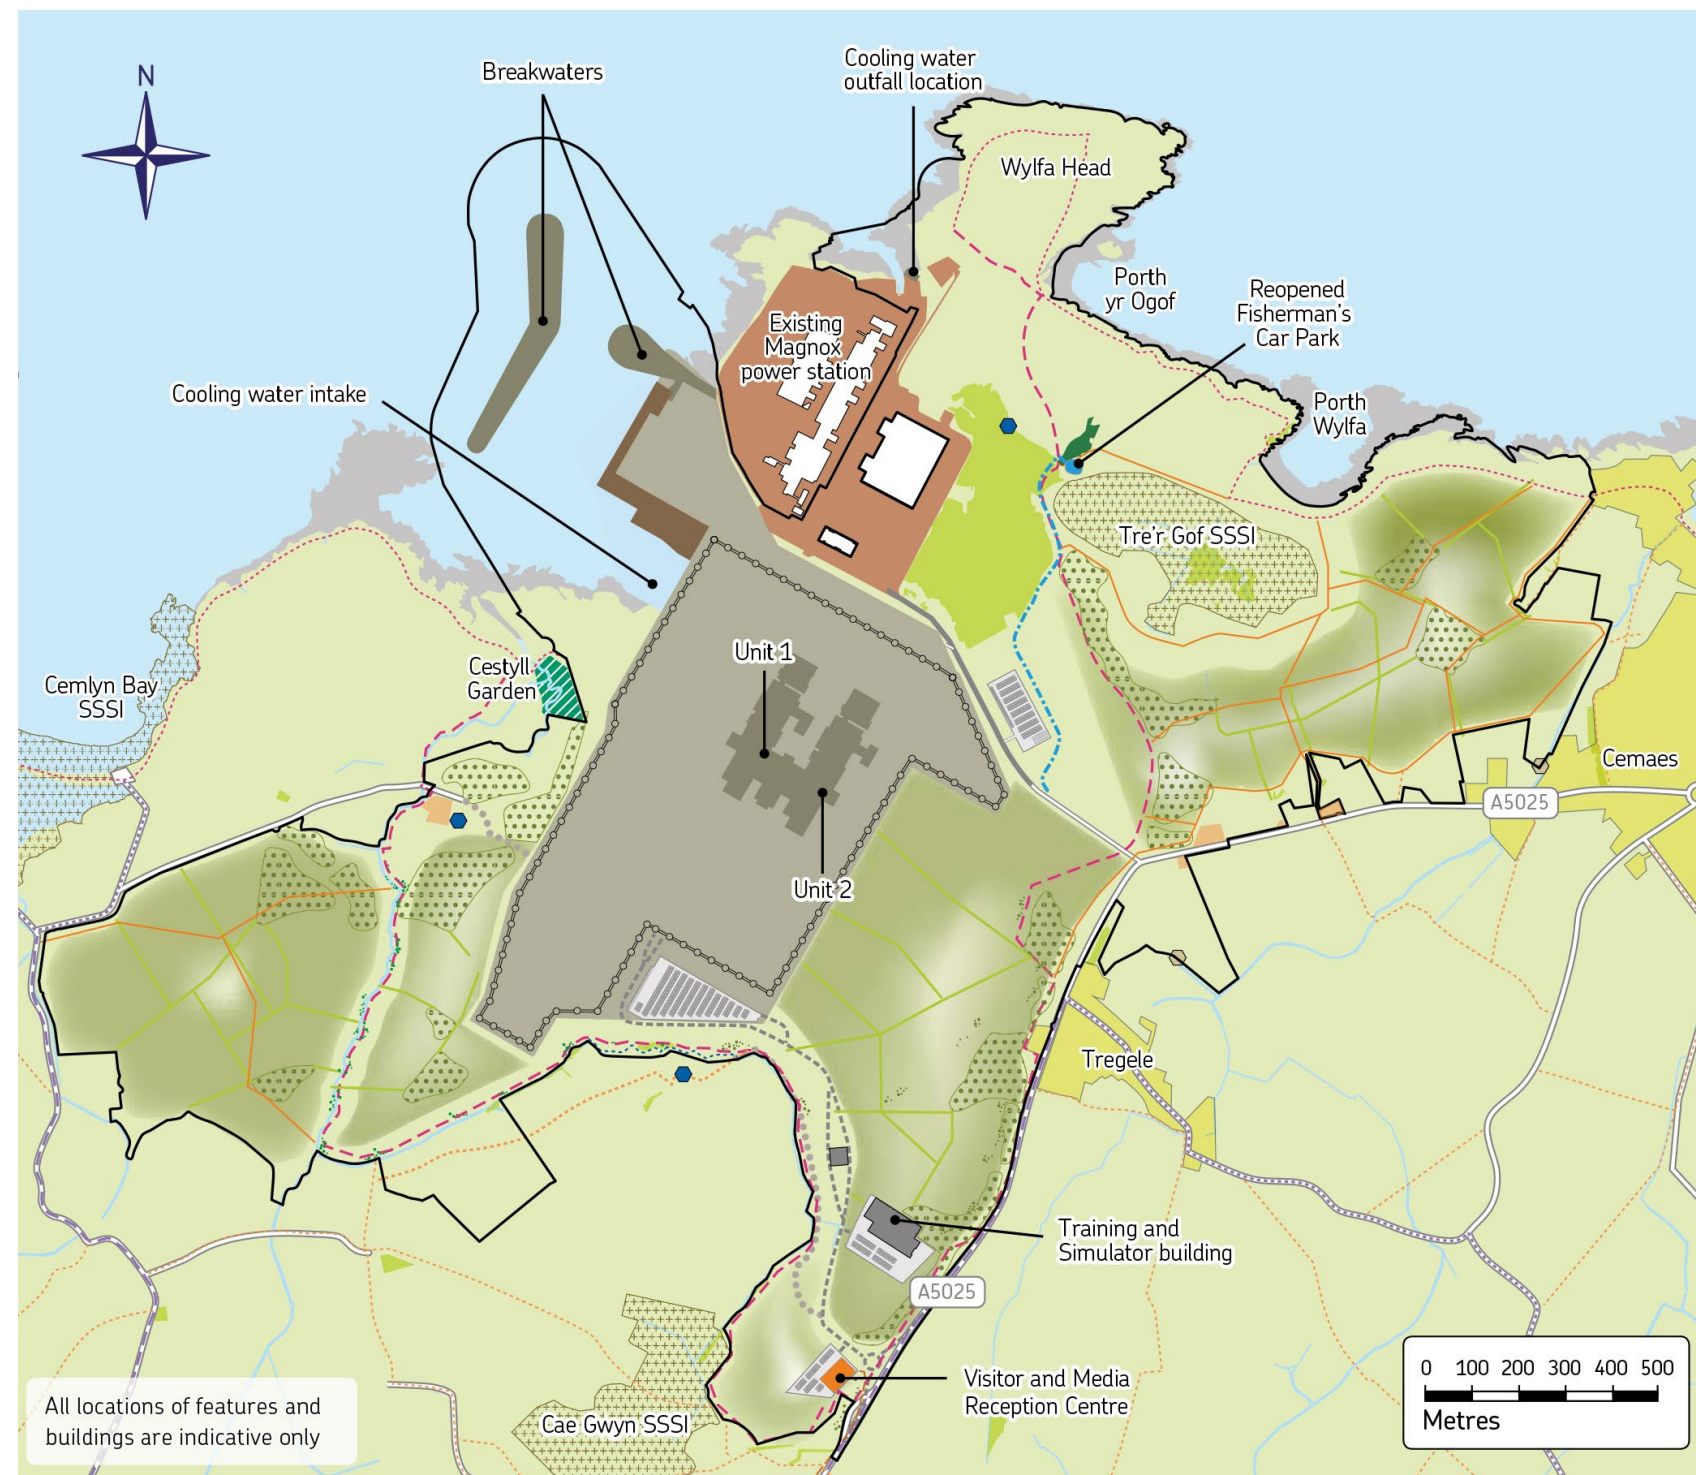 N
Breakwaters
Cooling water
outfall location
Wylfa Head
Porth
yr Ogof
Reopened
Fisherman's
Car Park
Existing
Magnox
power station
Cooling water intake
Porth
Wylfa
Tre'r Gof SSSI
Unit 1
Cestyll
Garden
Cemlyn Bay
SSSI
Cemaes
A5025
Unit 2
Tregele
Training and
Simulator building
A5025
Visitor and Media
Reception Centre
Cae Gwyn SSSI
0 100 200 300 400 500
Metres
All locations of features and
buildings are indicative only